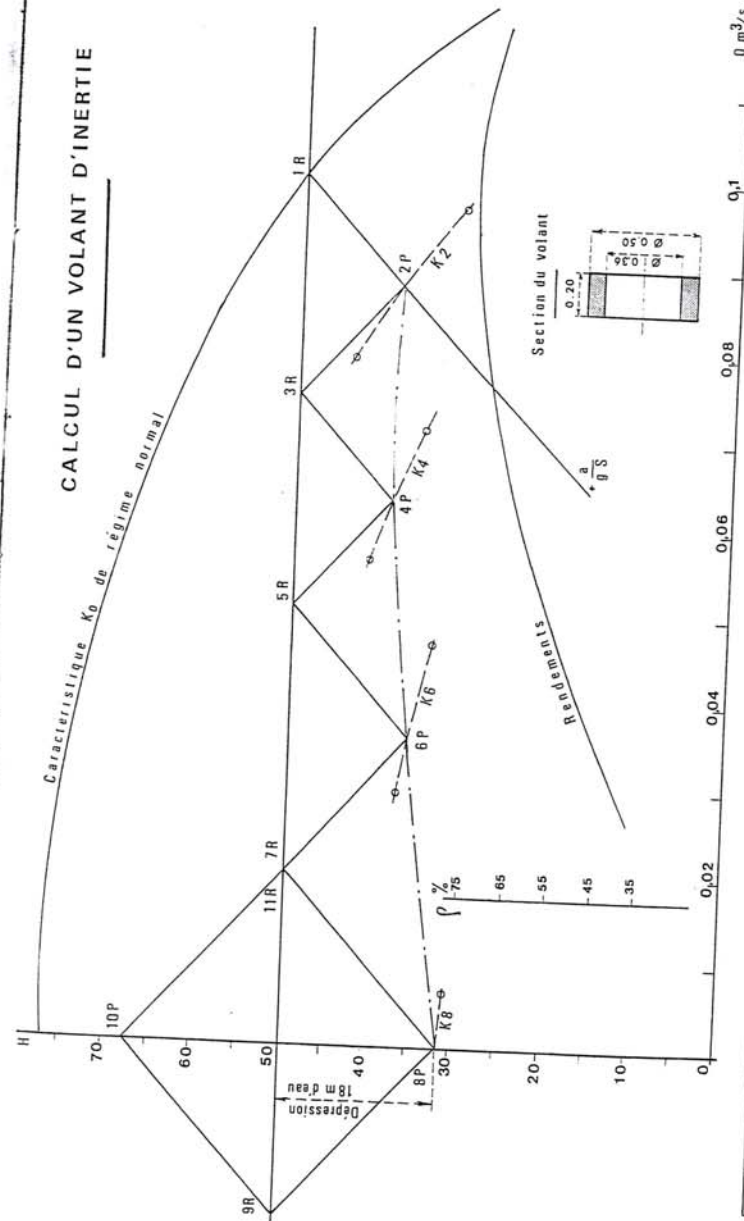 CALCUL D'UN VOLANT D'INERTIE
Caractéristique K₀ de régime normal
H
70
60
50
40
30
20
10
0
10P
9R
11R
7R
8P
5R
6P
3R
4P
1R
2P
K8
K6
K4
K2
Dépression
18m d'eau
ρ %
75
65
55
45
35
Rendements
+ a/gS
Section du volant
0.20
Ø 0.36
Ø 0.50
0,02
0,04
0,06
0,08
0,1
Q m³/s